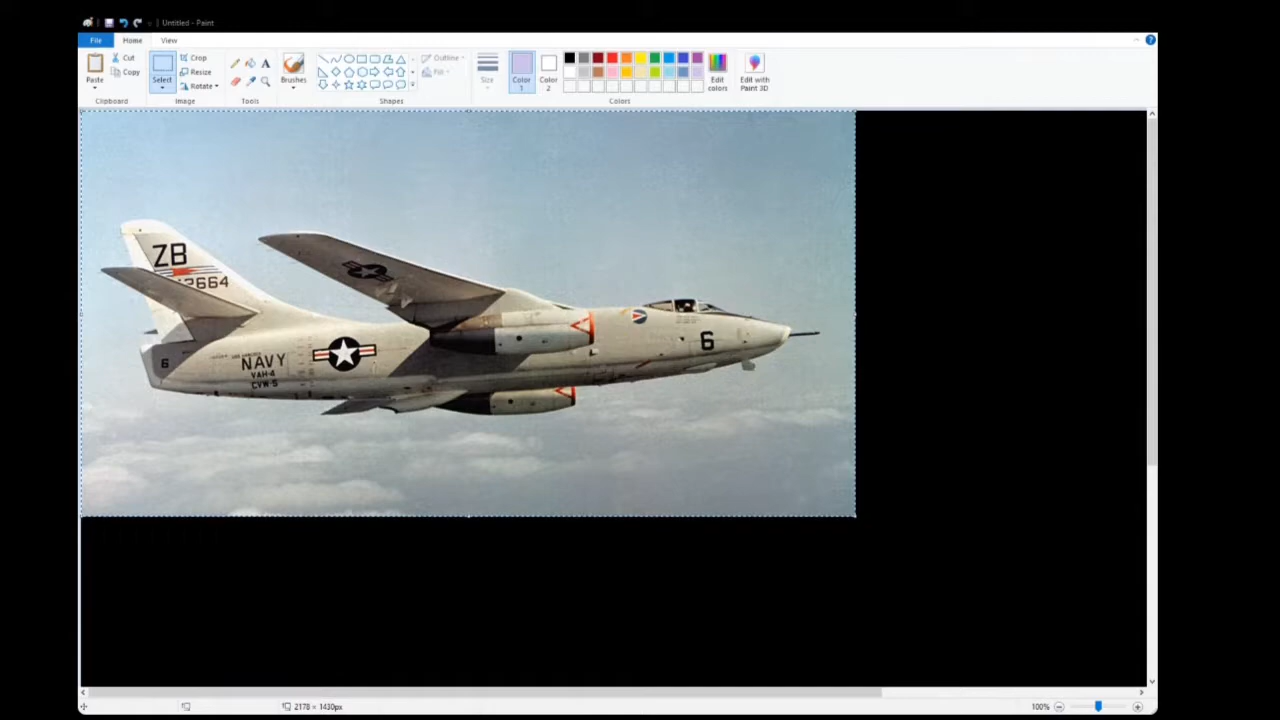 Untitled - Paint
File Home View
Paste
Cut
Copy
Clipboard
Select
Crop
Resize
Rotate
Image
Tools
Brushes
Shapes
Outline
Fill
Size
Color 1
Color 2
Colors
Edit colors
Edit with Paint 3D
ZB
2664
6
NAVY
VAH-4
CVW-5
6
2178 × 1430px
100%